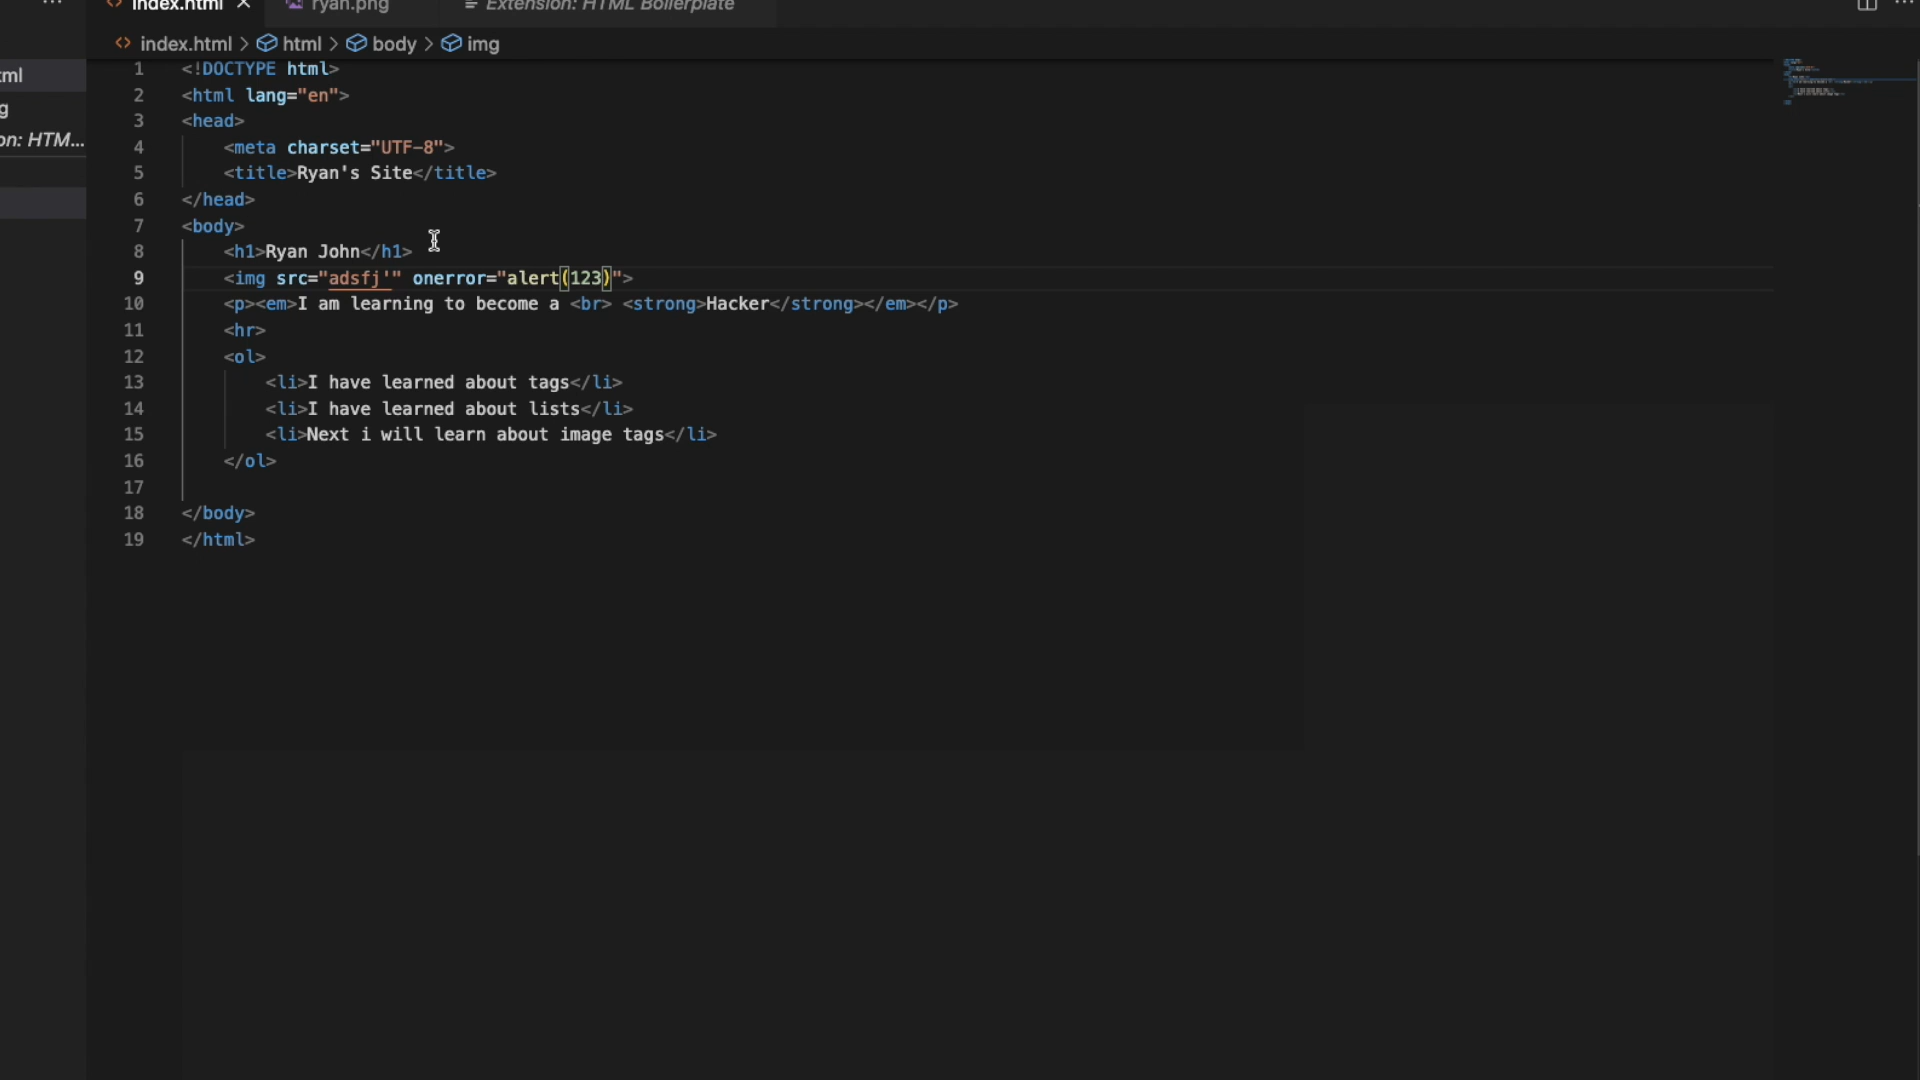 index.html ryan.png Extension: HTML Boilerplate
index.html > html > body > img
ml
g
on: HTM...
1 <!DOCTYPE html>
2 <html lang="en">
3 <head>
4 <meta charset="UTF-8">
5 <title>Ryan's Site</title>
6 </head>
7 <body>
8 <h1>Ryan John</h1>
9 <img src="adsfj'" onerror="alert(123)">
10 <p><em>I am learning to become a <br> <strong>Hacker</strong></em></p>
11 <hr>
12 <ol>
13 <li>I have learned about tags</li>
14 <li>I have learned about lists</li>
15 <li>Next i will learn about image tags</li>
16 </ol>
17
18 </body>
19 </html>